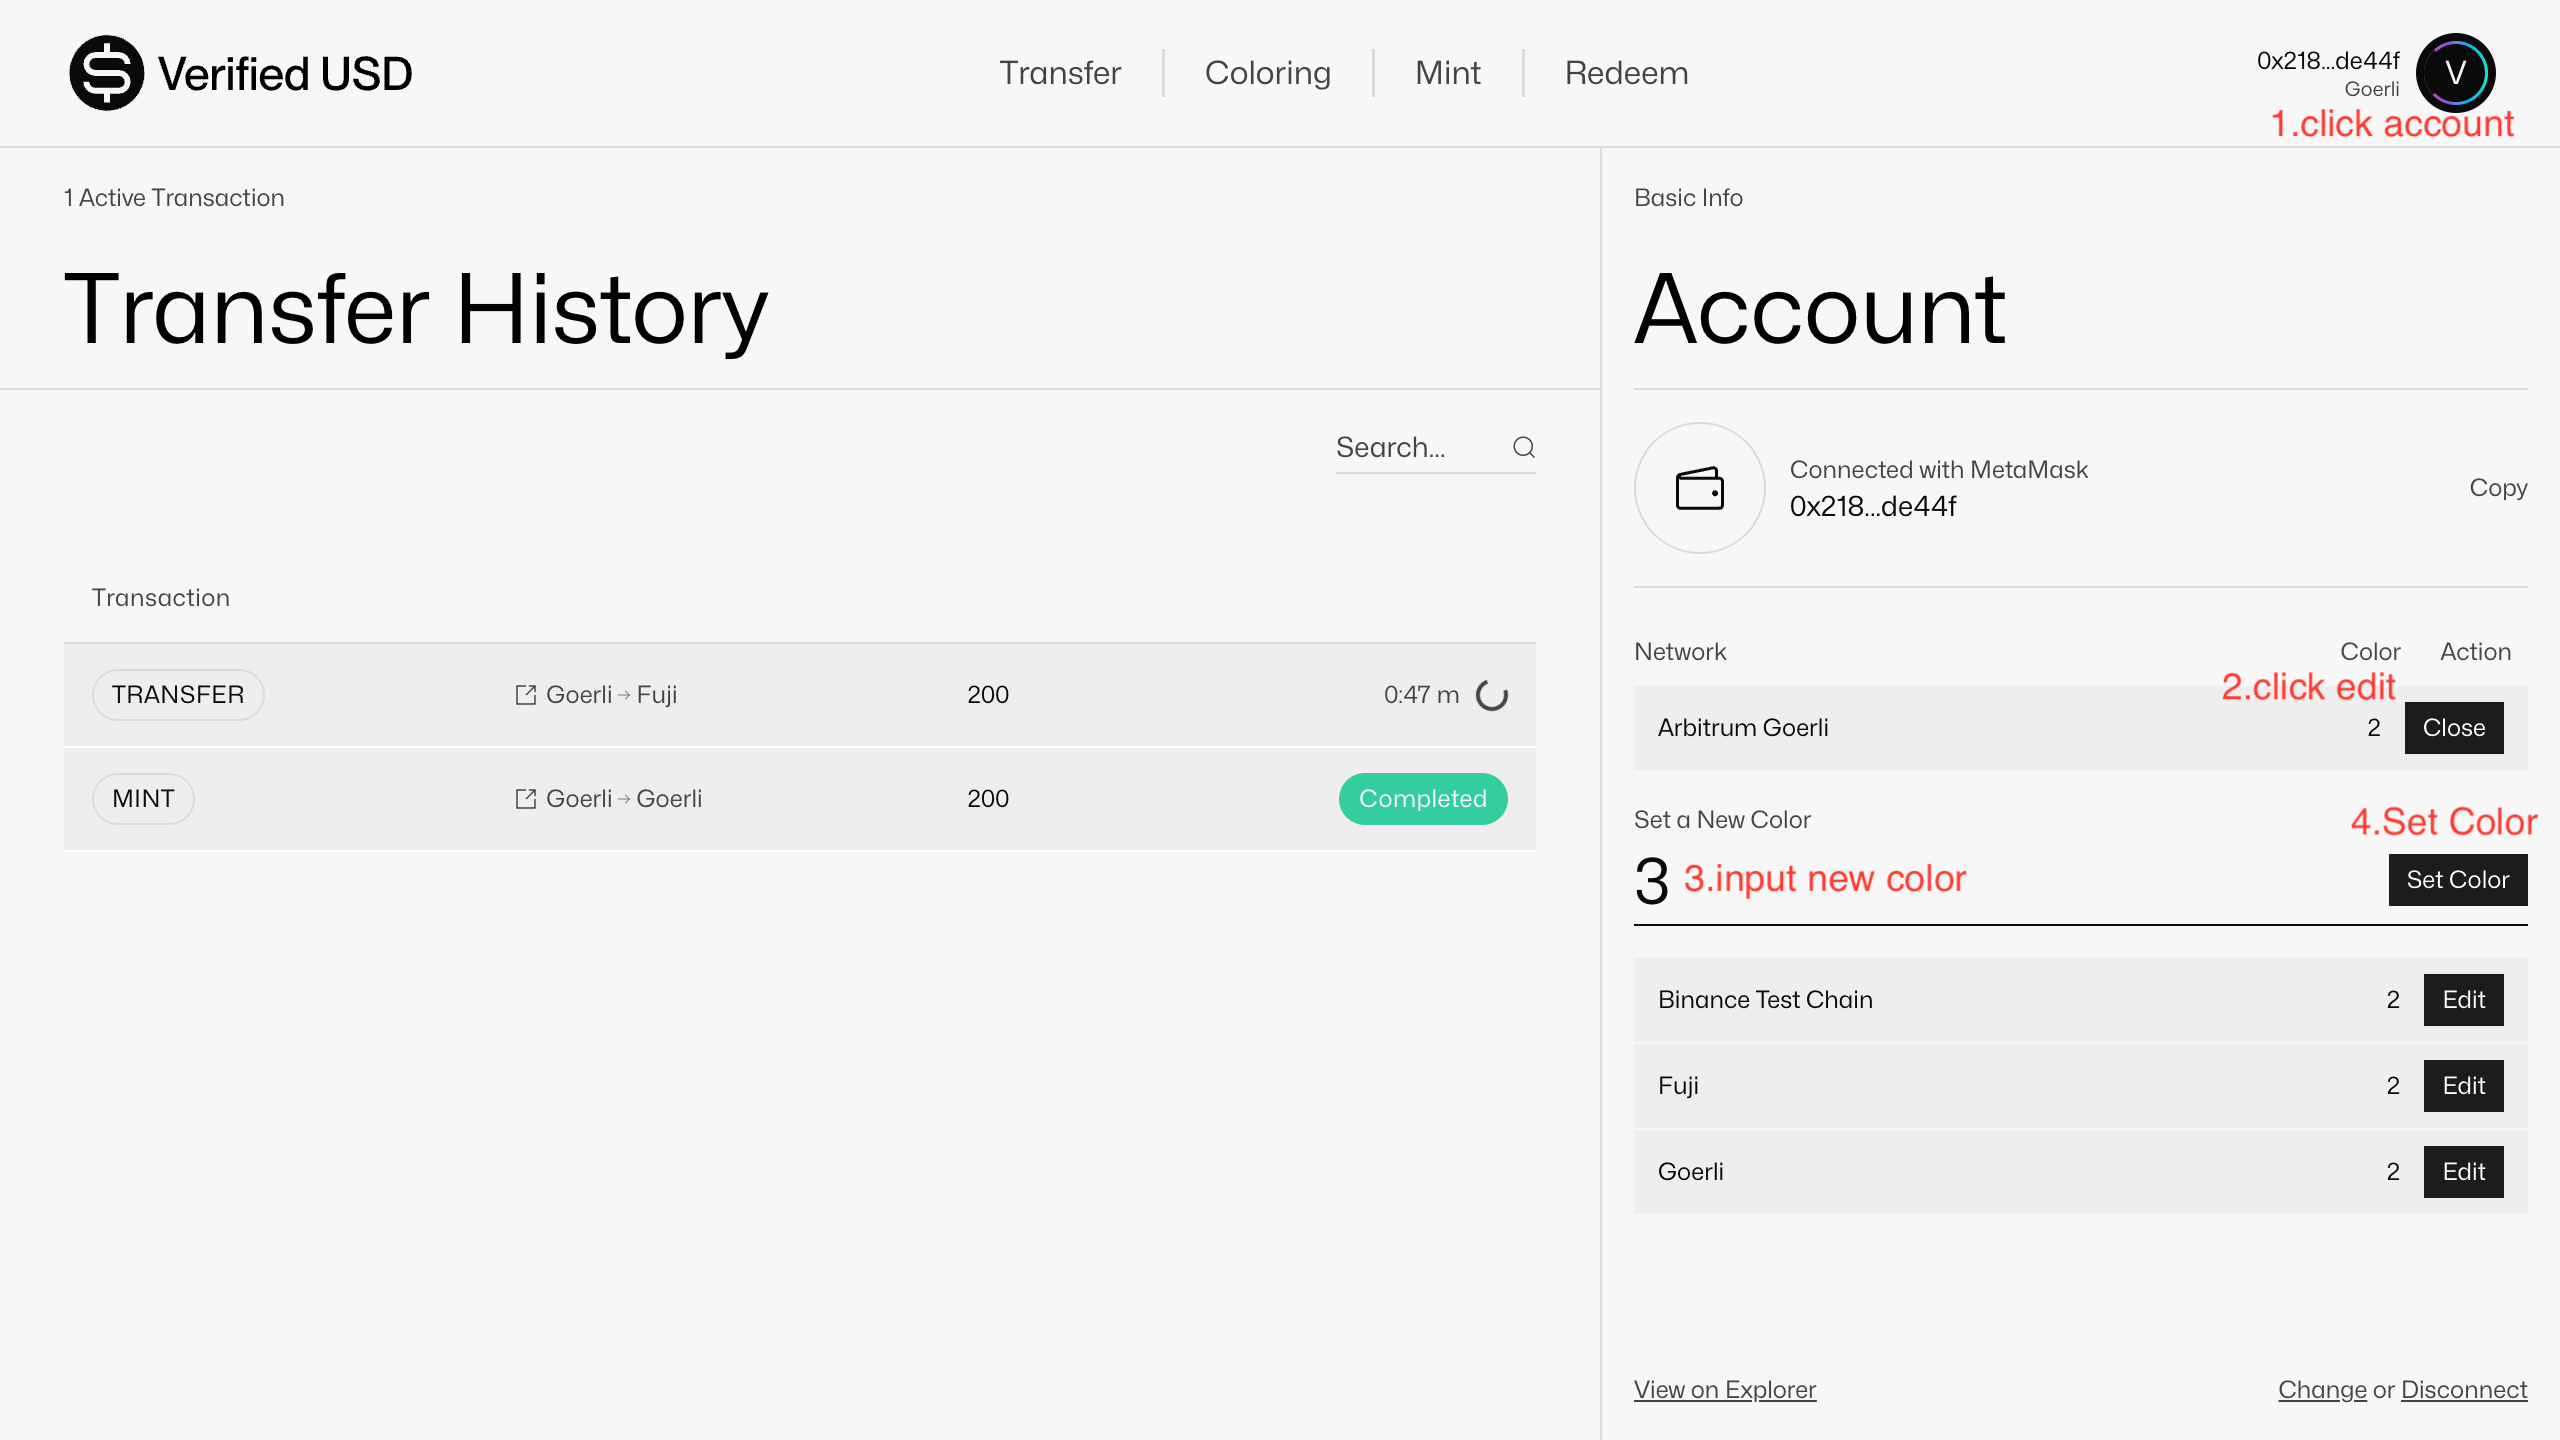 Verified USD
Transfer
Coloring
Mint
Redeem
0x218...de44f
Goerli
V
1.click account
1 Active Transaction
Transfer History
Search...
Transaction
TRANSFER
Goerli → Fuji
200
0:47 m
MINT
Goerli → Goerli
200
Completed
Basic Info
Account
Connected with MetaMask
0x218...de44f
Copy
Network
Color
Action
2.click edit
Arbitrum Goerli
2
Close
Set a New Color
4.Set Color
3
3.input new color
Set Color
Binance Test Chain
2
Edit
Fuji
2
Edit
Goerli
2
Edit
View on Explorer
Change or Disconnect